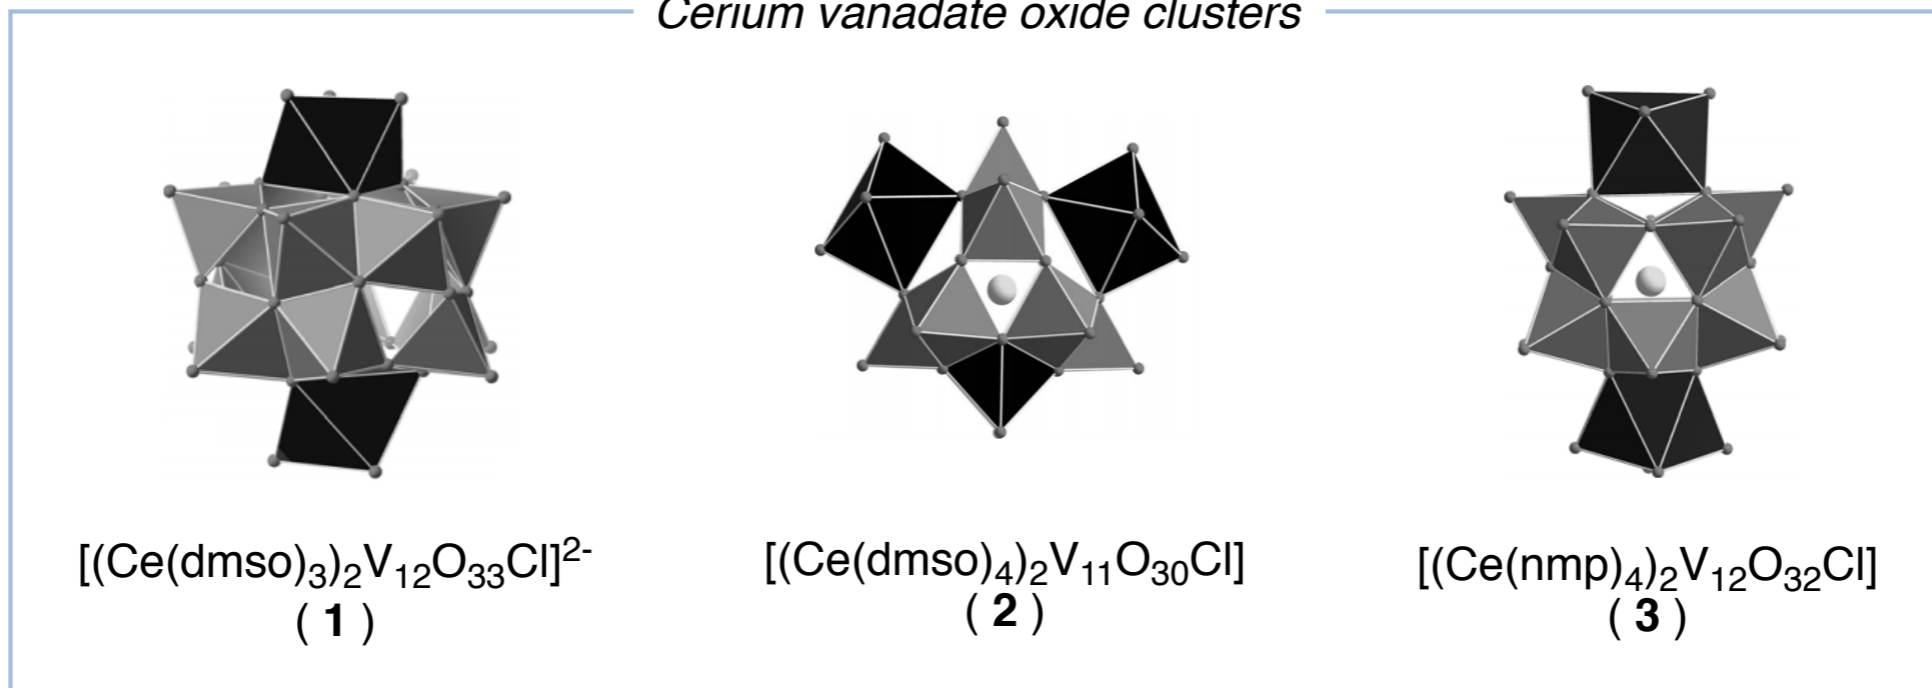 Cerium vanadate oxide clusters
[(Ce(dmso)₃)₂V₁₂O₃₃Cl]²⁻ [(Ce(dmso)₄)₂V₁₁O₃₀Cl] [(Ce(nmp)₄)₂V₁₂O₃₂Cl]
( 1 ) ( 2 ) ( 3 )